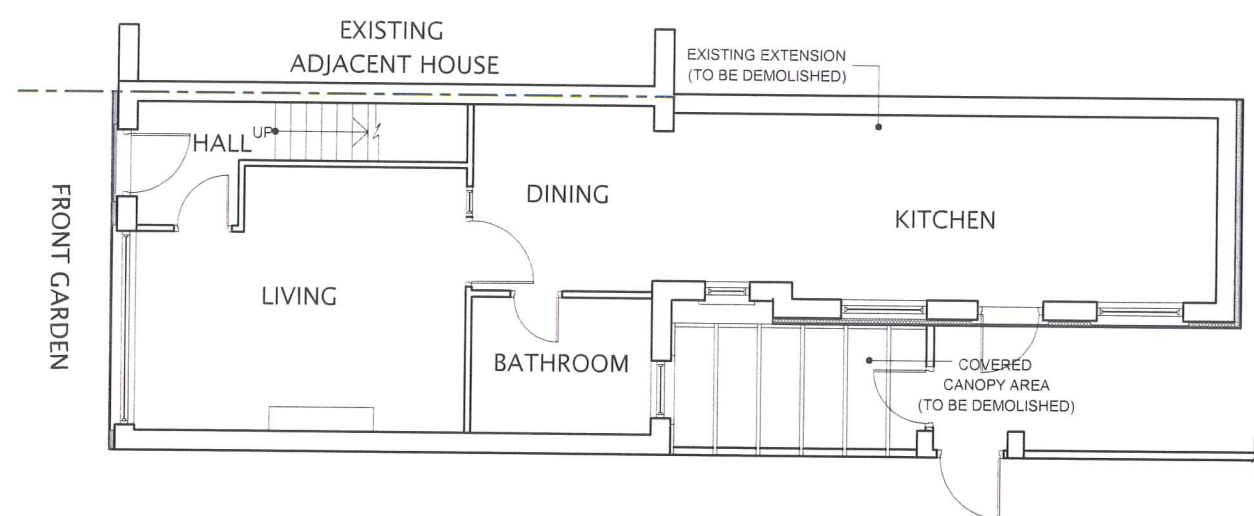 EXISTING
ADJACENT HOUSE
EXISTING EXTENSION
(TO BE DEMOLISHED)
HALL
UP
DINING
KITCHEN
FRONT GARDEN
LIVING
BATHROOM
COVERED
CANOPY AREA
(TO BE DEMOLISHED)